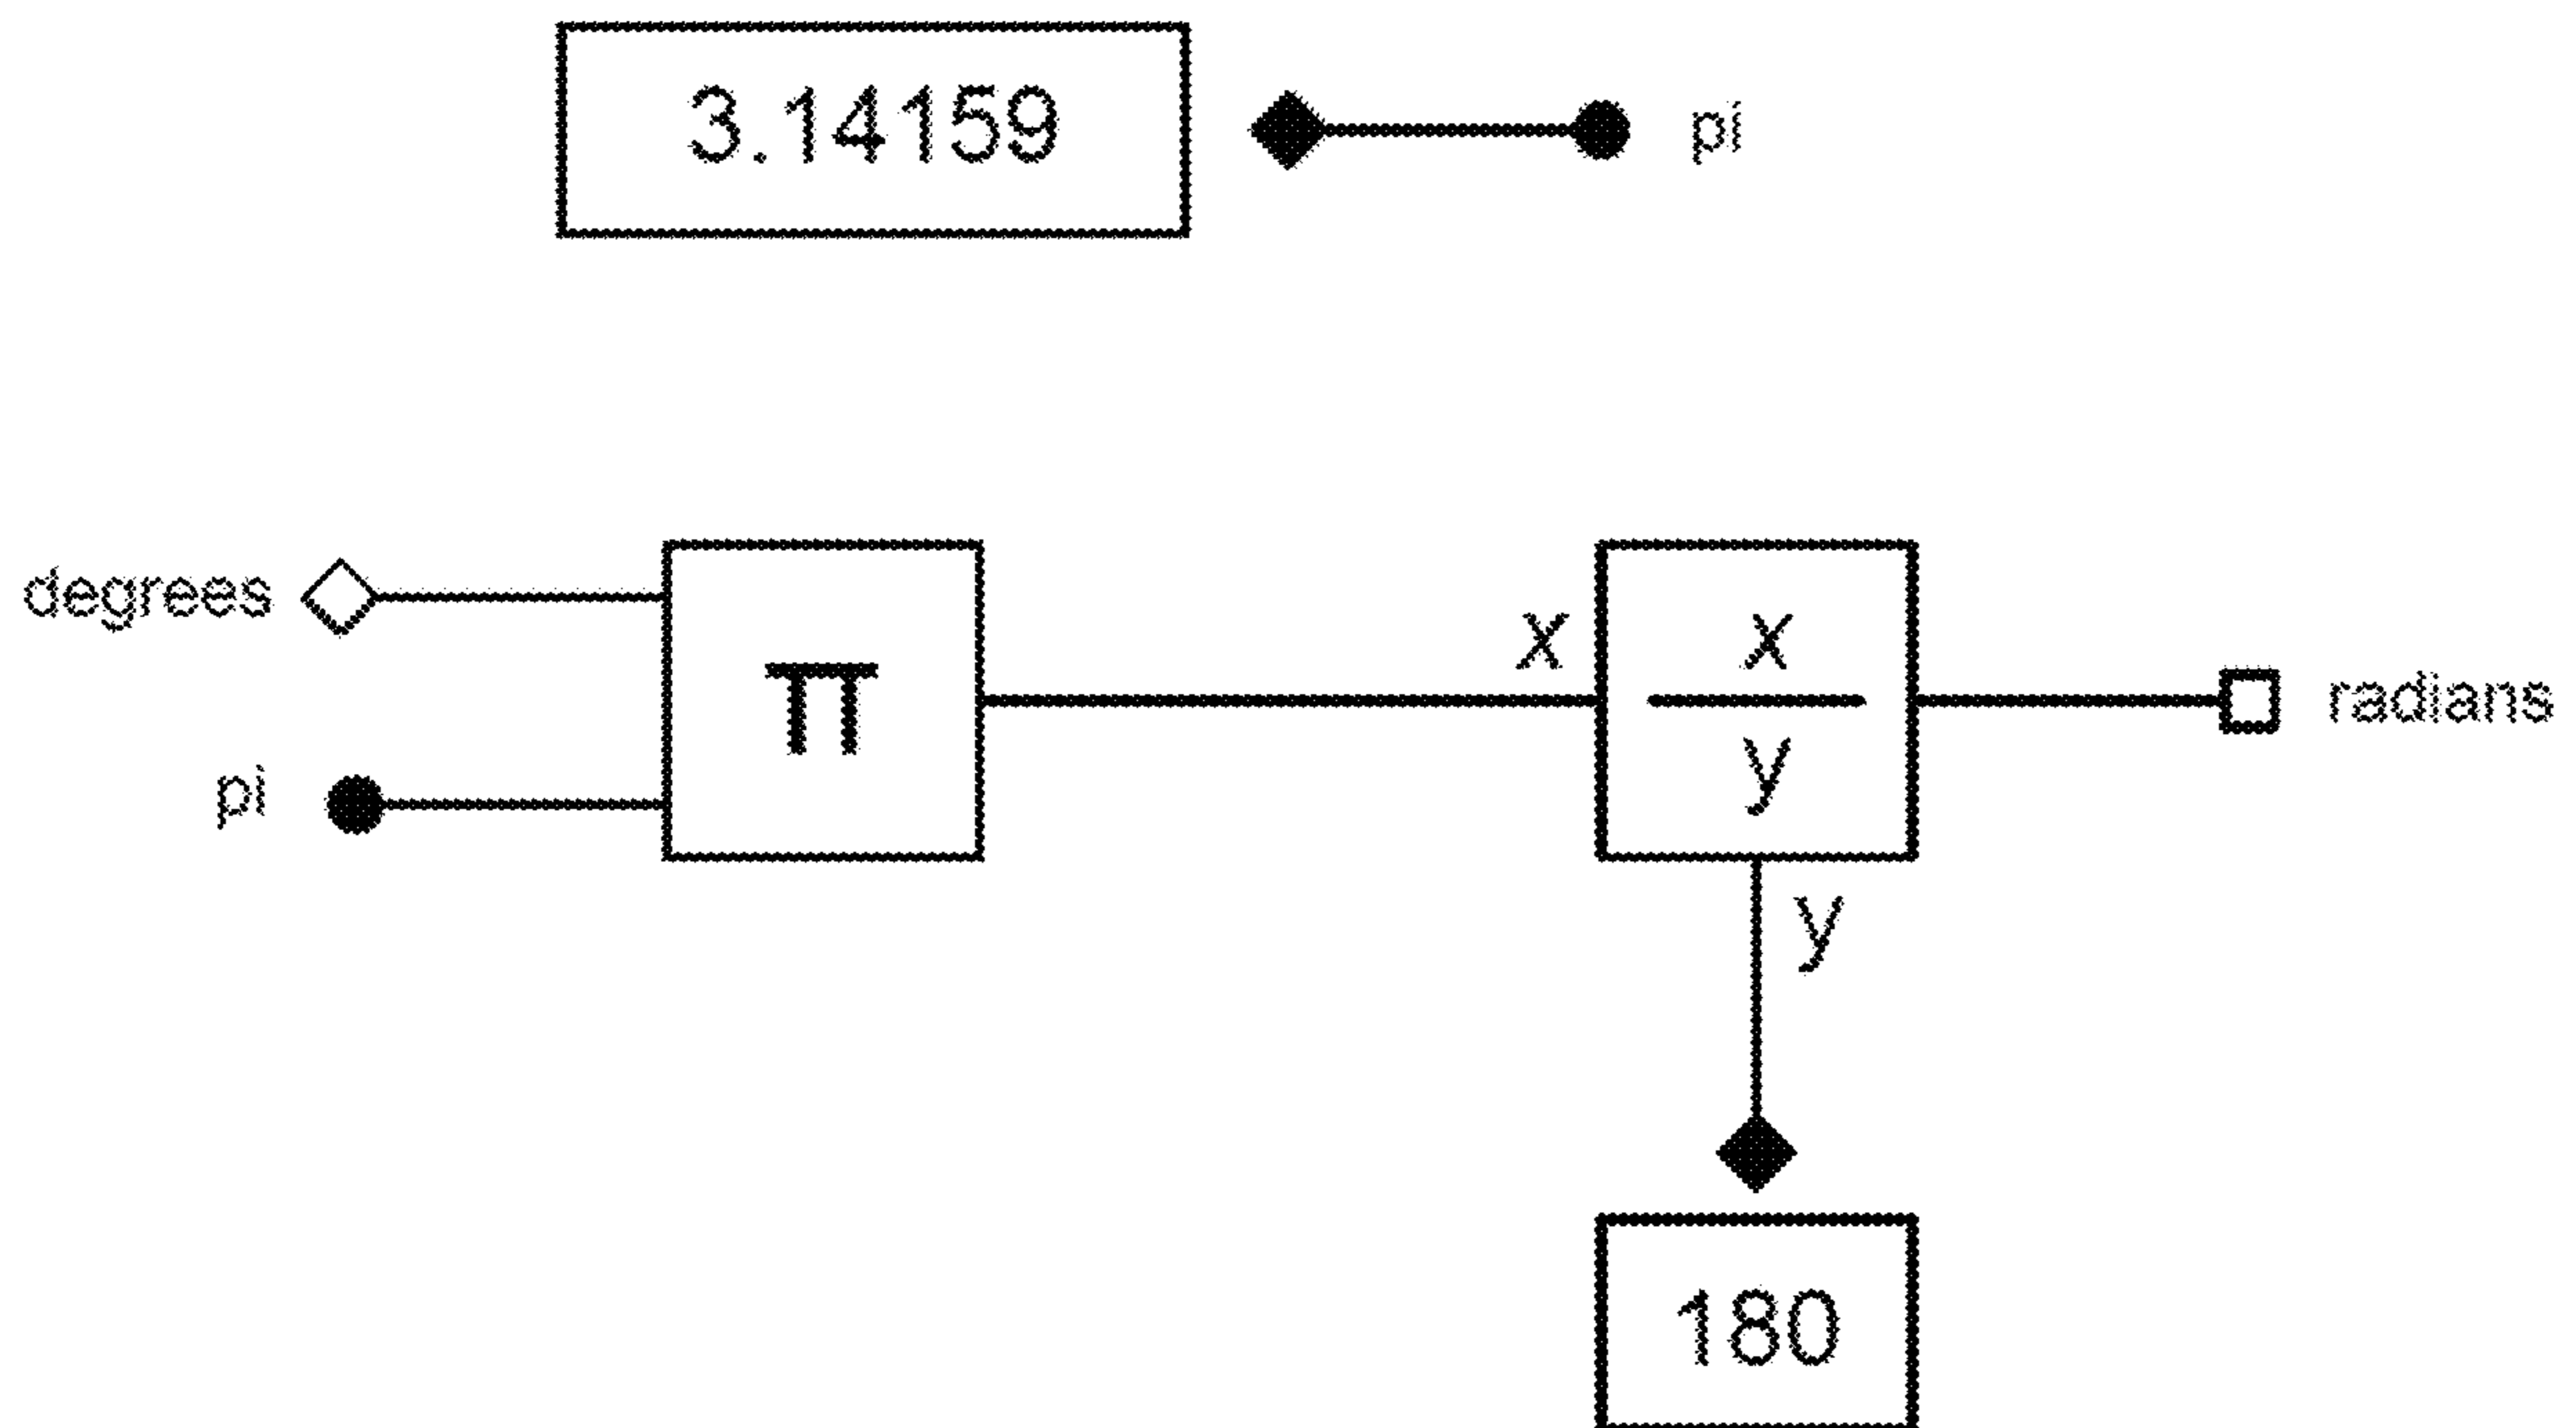 3.14159 pi
degrees
pi
π
x
x
y
radians
y
180